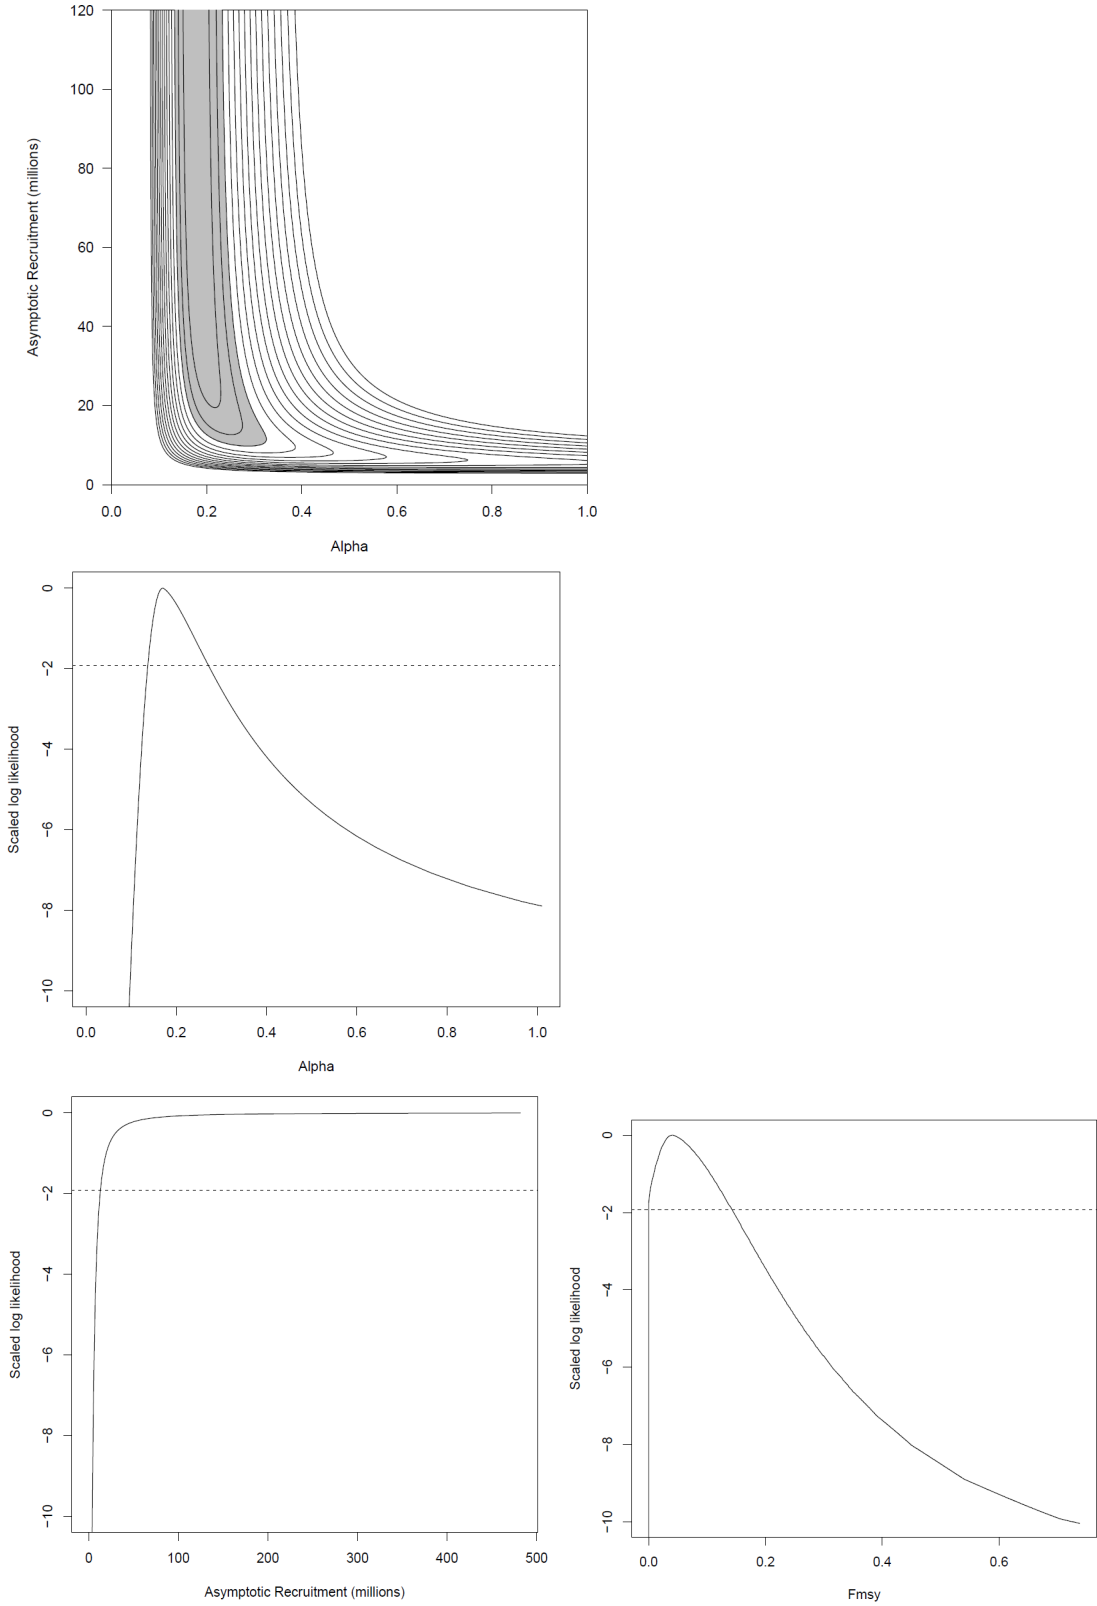 120
100
80
60
40
20
0
Asymptotic Recruitment (millions)
0.0 0.2 0.4 0.6 0.8 1.0
Alpha
0
-2
-4
-6
-8
-10
Scaled log likelihood
0.0 0.2 0.4 0.6 0.8 1.0
Alpha
0
-2
-4
-6
-8
-10
Scaled log likelihood
0 100 200 300 400 500
Asymptotic Recruitment (millions)
0
-2
-4
-6
-8
-10
Scaled log likelihood
0.0 0.2 0.4 0.6
Fmsy